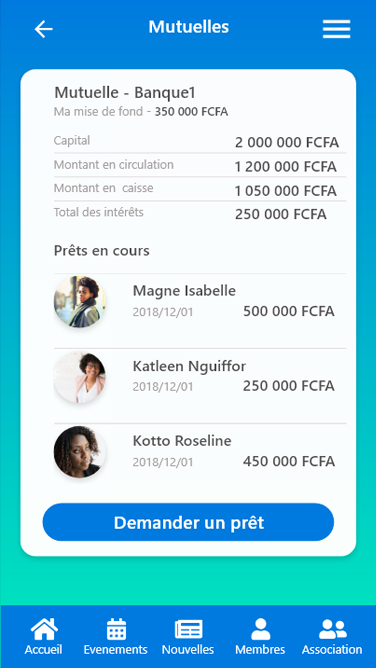 Mutuelles
Mutuelle - Banque1
Ma mise de fond - 350 000 FCFA
Capital 2 000 000 FCFA
Montant en circulation 1 200 000 FCFA
Montant en caisse 1 050 000 FCFA
Total des intérêts 250 000 FCFA
Prêts en cours
Magne Isabelle
2018/12/01 500 000 FCFA
Katleen Nguiffor
2018/12/01 250 000 FCFA
Kotto Roseline
2018/12/01 450 000 FCFA
Demander un prêt
Accueil Evenements Nouvelles Membres Association